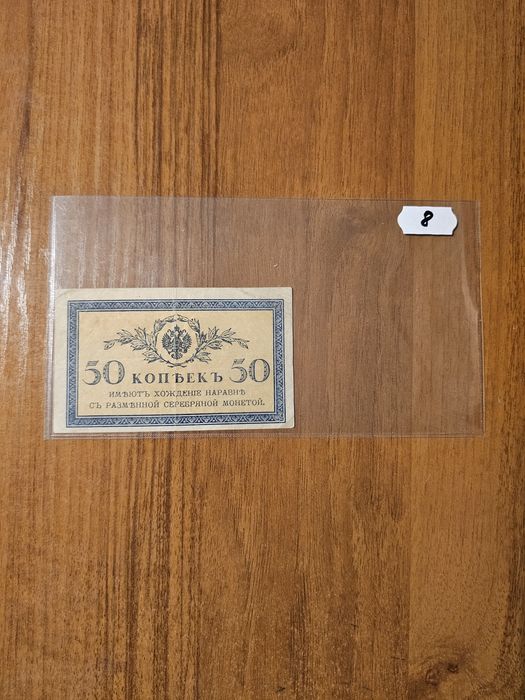 8
50 КОПѢЕКЪ 50
ИМѢЮТЪ ХОЖДЕНІЕ НАРАВНѢ
СЪ РАЗМѢННОЙ СЕРЕБРЯНОЙ МОНЕТОЙ.